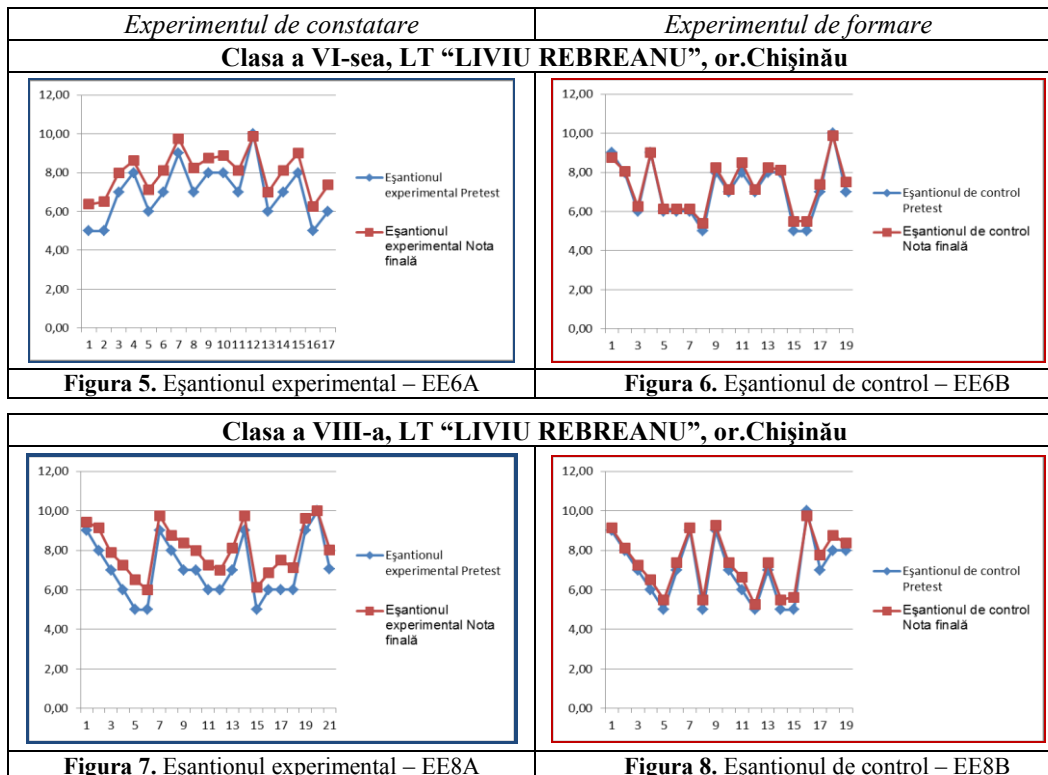 Experimentul de constatare Experimentul de formare
Clasa a VI-sea, LT “LIVIU REBREANU”, or.Chişinău
12,00
10,00
8,00
6,00
4,00
2,00
0,00
1 2 3 4 5 6 7 8 9 10 11 12 13 14 15 16 17
Eşantionul
experimental Pretest
Eşantionul
experimental Nota
finală
12,00
10,00
8,00
6,00
4,00
2,00
0,00
1 3 5 7 9 11 13 15 17 19
Eşantionul de control
Pretest
Eşantionul de control
Nota finală
Figura 5. Eşantionul experimental – EE6A
Figura 6. Eşantionul de control – EE6B
Clasa a VIII-a, LT “LIVIU REBREANU”, or.Chişinău
12,00
10,00
8,00
6,00
4,00
2,00
0,00
1 3 5 7 9 11 13 15 17 19 21
Eşantionul
experimental Pretest
Eşantionul
experimental Nota
finală
12,00
10,00
8,00
6,00
4,00
2,00
0,00
1 3 5 7 9 11 13 15 17 19
Eşantionul de control
Pretest
Eşantionul de control
Nota finală
Figura 7. Eşantionul experimental – EE8A
Figura 8. Eşantionul de control – EE8B